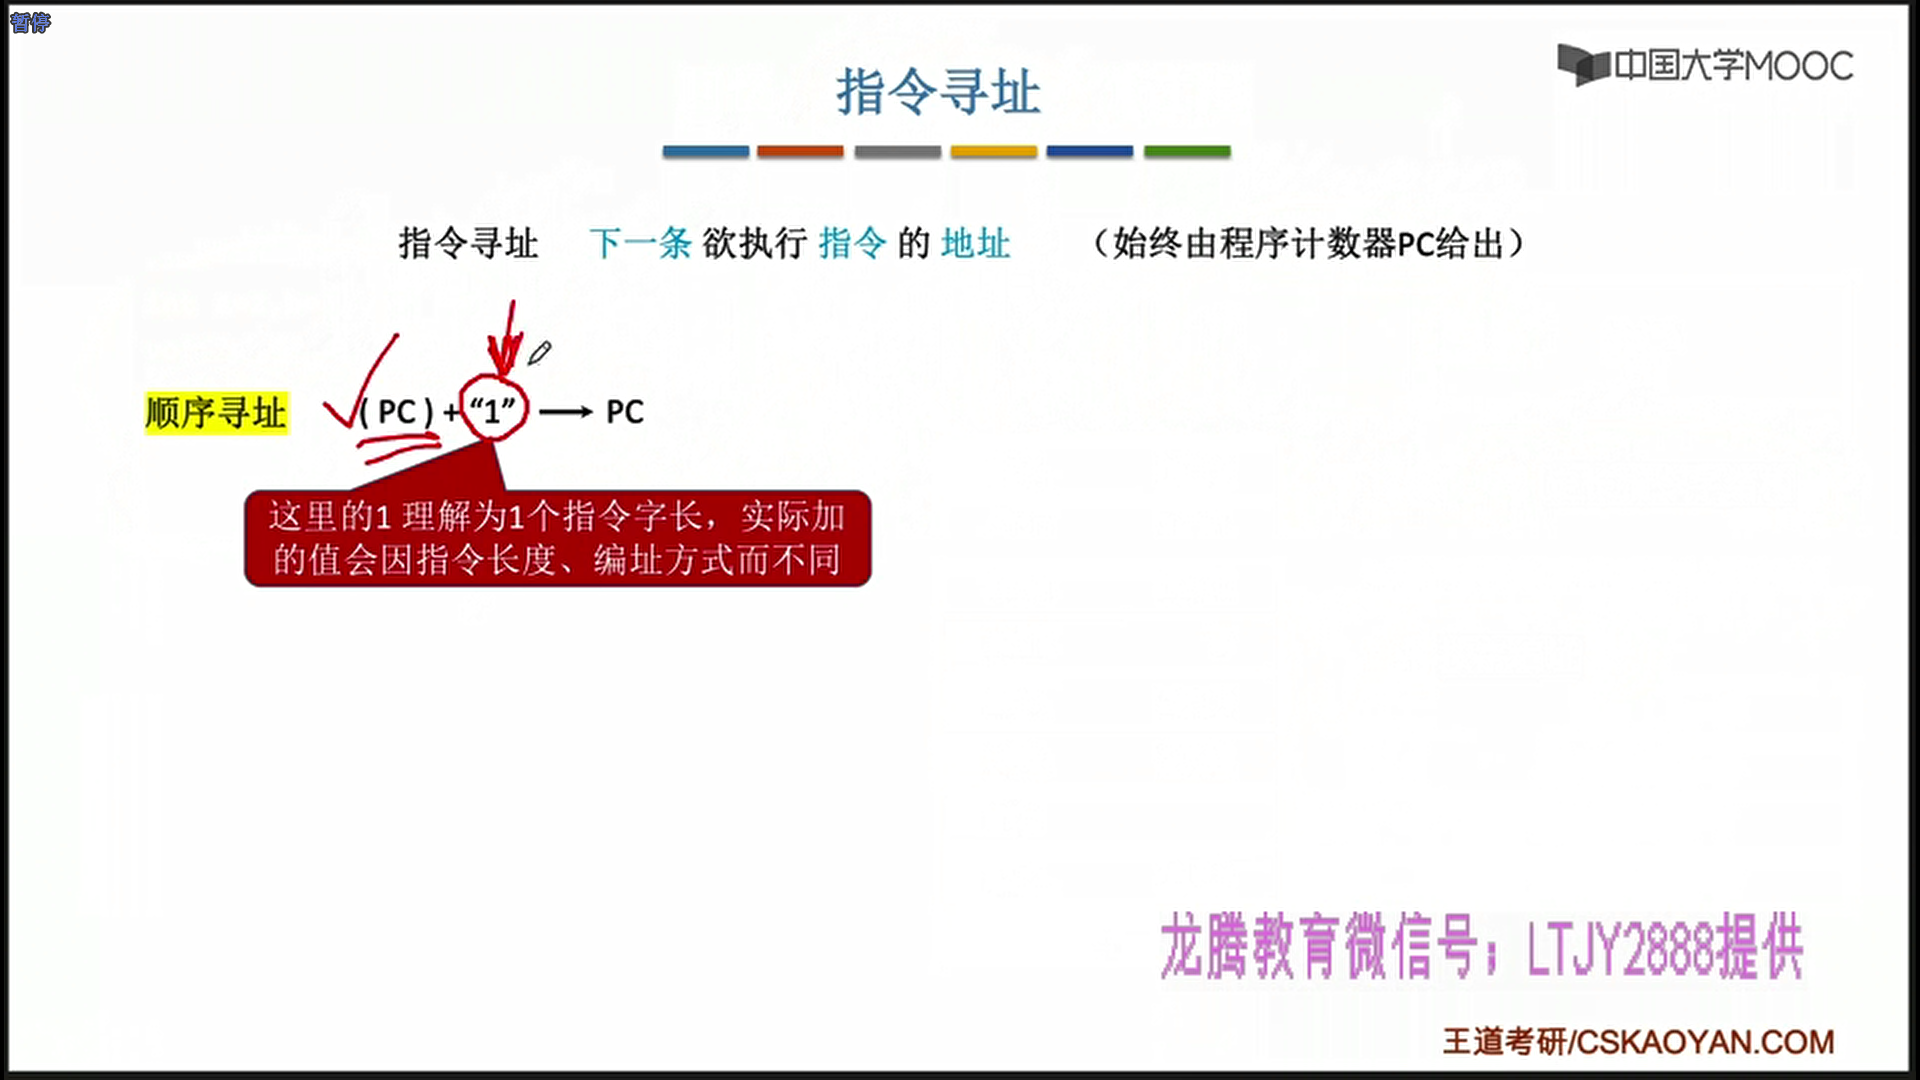 暂停
中国大学MOOC
指令寻址
指令寻址 下一条 欲执行 指令 的 地址 （始终由程序计数器PC给出）
顺序寻址 ( PC ) + “1” → PC
这里的1 理解为1个指令字长，实际加
的值会因指令长度、编址方式而不同
龙腾教育微信号；LTJY2888提供
王道考研/CSKAOYAN.COM